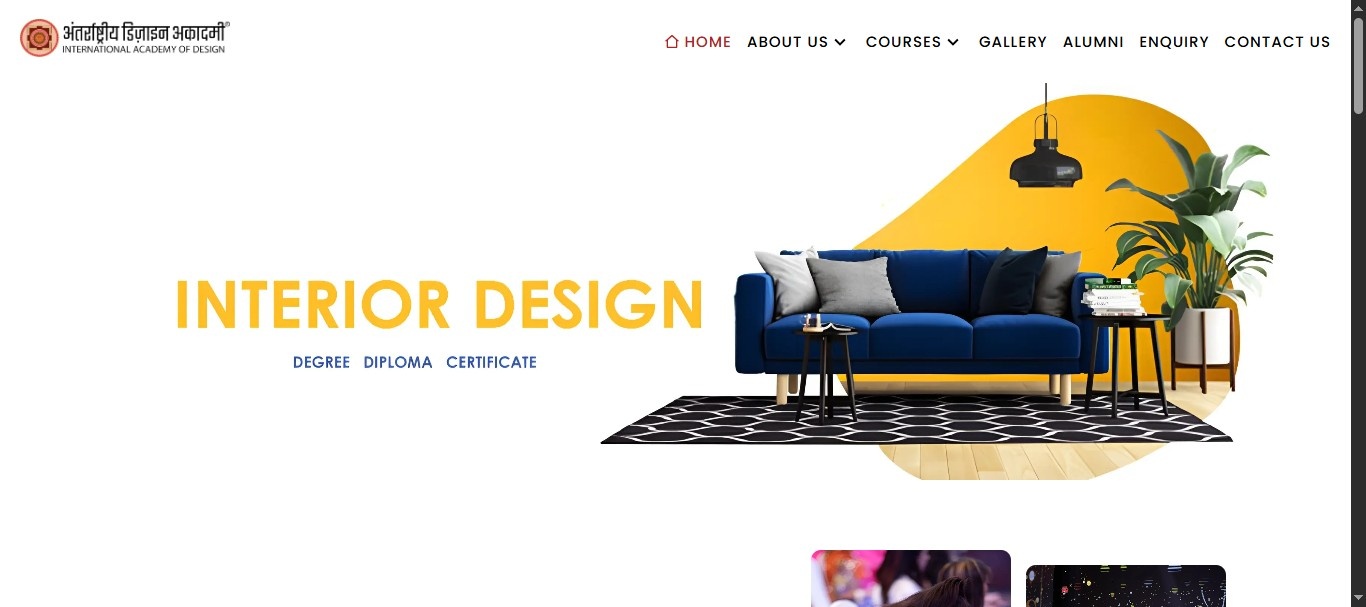 अंतर्राष्ट्रीय डिज़ाइन अकादमी®
INTERNATIONAL ACADEMY OF DESIGN
HOME ABOUT US COURSES GALLERY ALUMNI ENQUIRY CONTACT US
INTERIOR DESIGN
DEGREE DIPLOMA CERTIFICATE